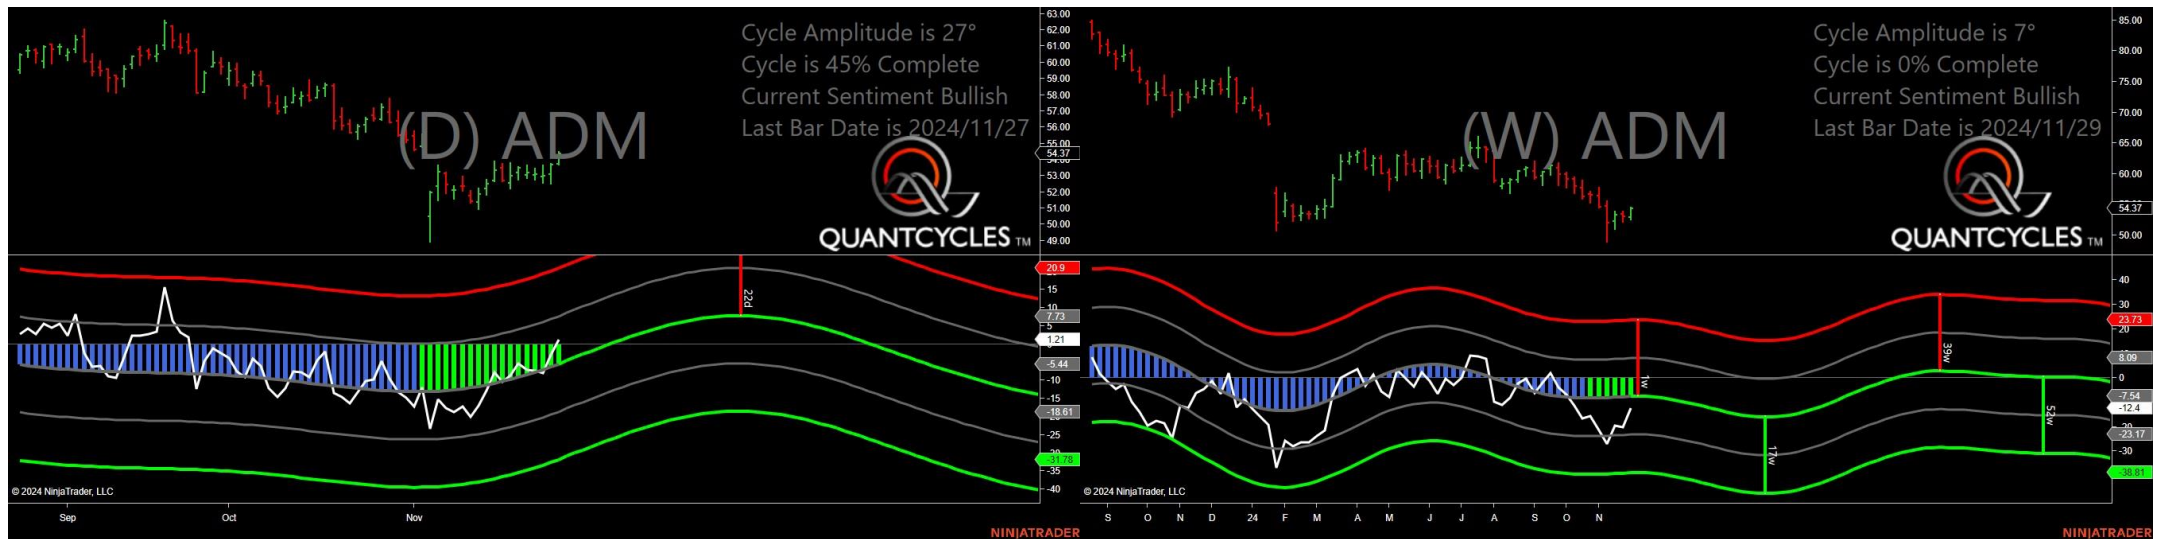 Cycle Amplitude is 27°
Cycle is 45% Complete
Current Sentiment Bullish
Last Bar Date is 2024/11/27
(D) ADM
QUANTCYCLES TM
63.00
62.00
61.00
60.00
59.00
58.00
57.00
56.00
55.00
54.37
54.00
53.00
52.00
51.00
50.00
49.00
20.9
15
10
7.73
5
1.21
-5.44
-10
-15
-18.61
-25
-31.78
-35
-40
22d
© 2024 NinjaTrader, LLC
Sep Oct Nov
NINJATRADER
Cycle Amplitude is 7°
Cycle is 0% Complete
Current Sentiment Bullish
Last Bar Date is 2024/11/29
(W) ADM
QUANTCYCLES TM
85.00
80.00
75.00
70.00
65.00
60.00
54.37
50.00
40
30
23.73
20
8.09
0
-7.54
-12.4
-23.17
-30
-38.81
1w
17w
39w
52w
© 2024 NinjaTrader, LLC
S O N D 24 F M A M J J A S O N
NINJATRADER